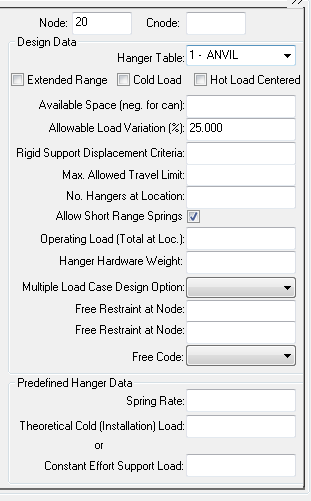 Node: 20 Cnode:
Design Data
Hanger Table: 1 - ANVIL
Extended Range Cold Load Hot Load Centered
Available Space (neg. for can):
Allowable Load Variation (%): 25.000
Rigid Support Displacement Criteria:
Max. Allowed Travel Limit:
No. Hangers at Location:
Allow Short Range Springs
Operating Load (Total at Loc.):
Hanger Hardware Weight:
Multiple Load Case Design Option:
Free Restraint at Node:
Free Restraint at Node:
Free Code:
Predefined Hanger Data
Spring Rate:
Theoretical Cold (Installation) Load:
or
Constant Effort Support Load: